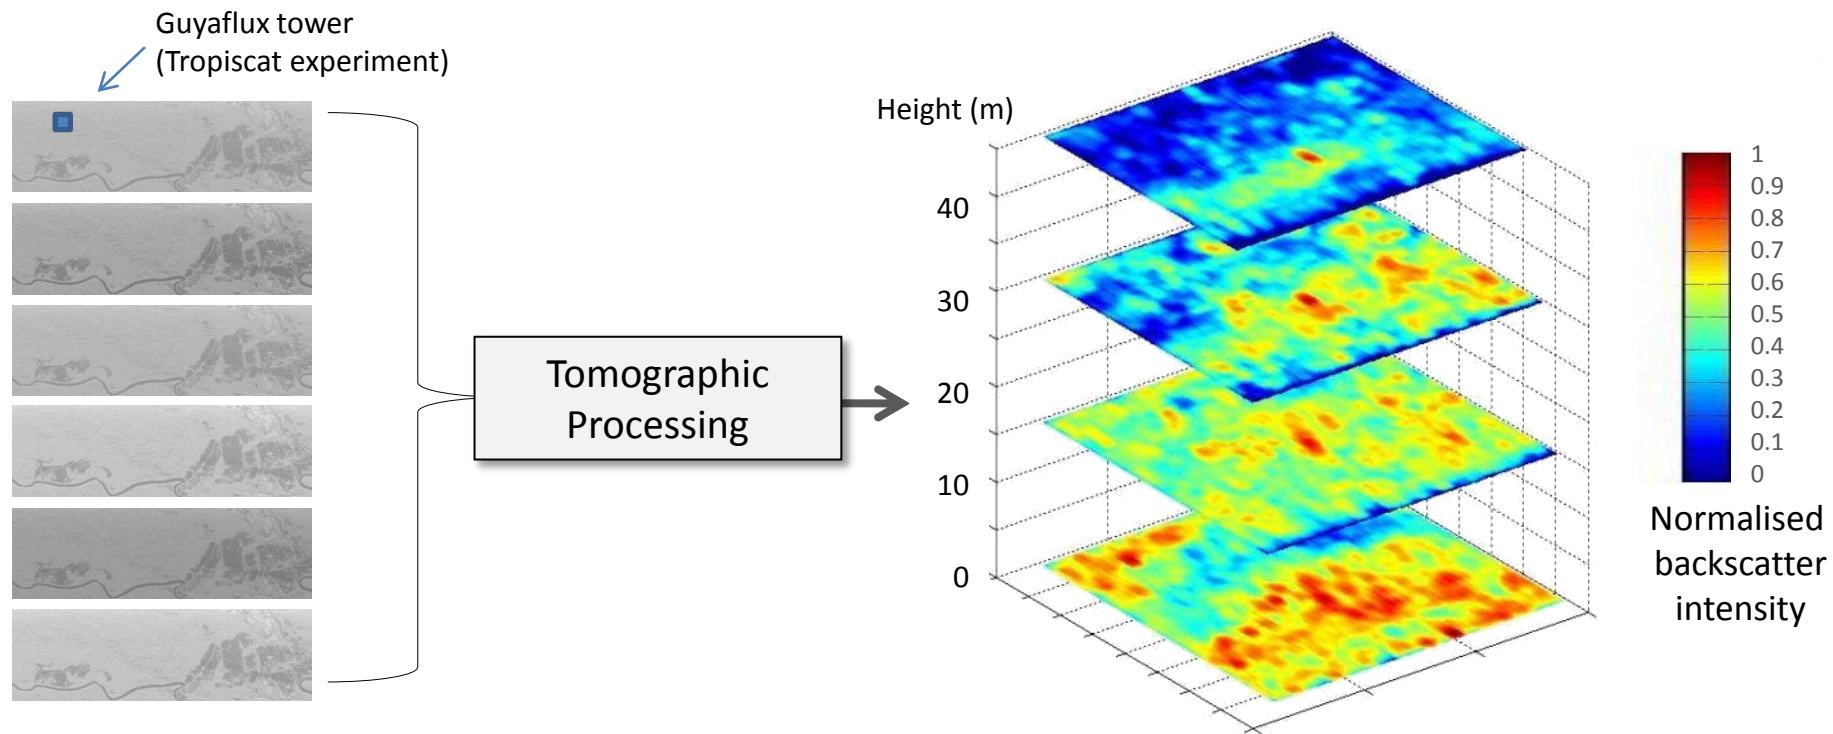 Guyaflux tower
(Tropiscat experiment)
Tomographic
Processing
Height (m)
40
30
20
10
0
1
0.9
0.8
0.7
0.6
0.5
0.4
0.3
0.2
0.1
0
Normalised
backscatter
intensity